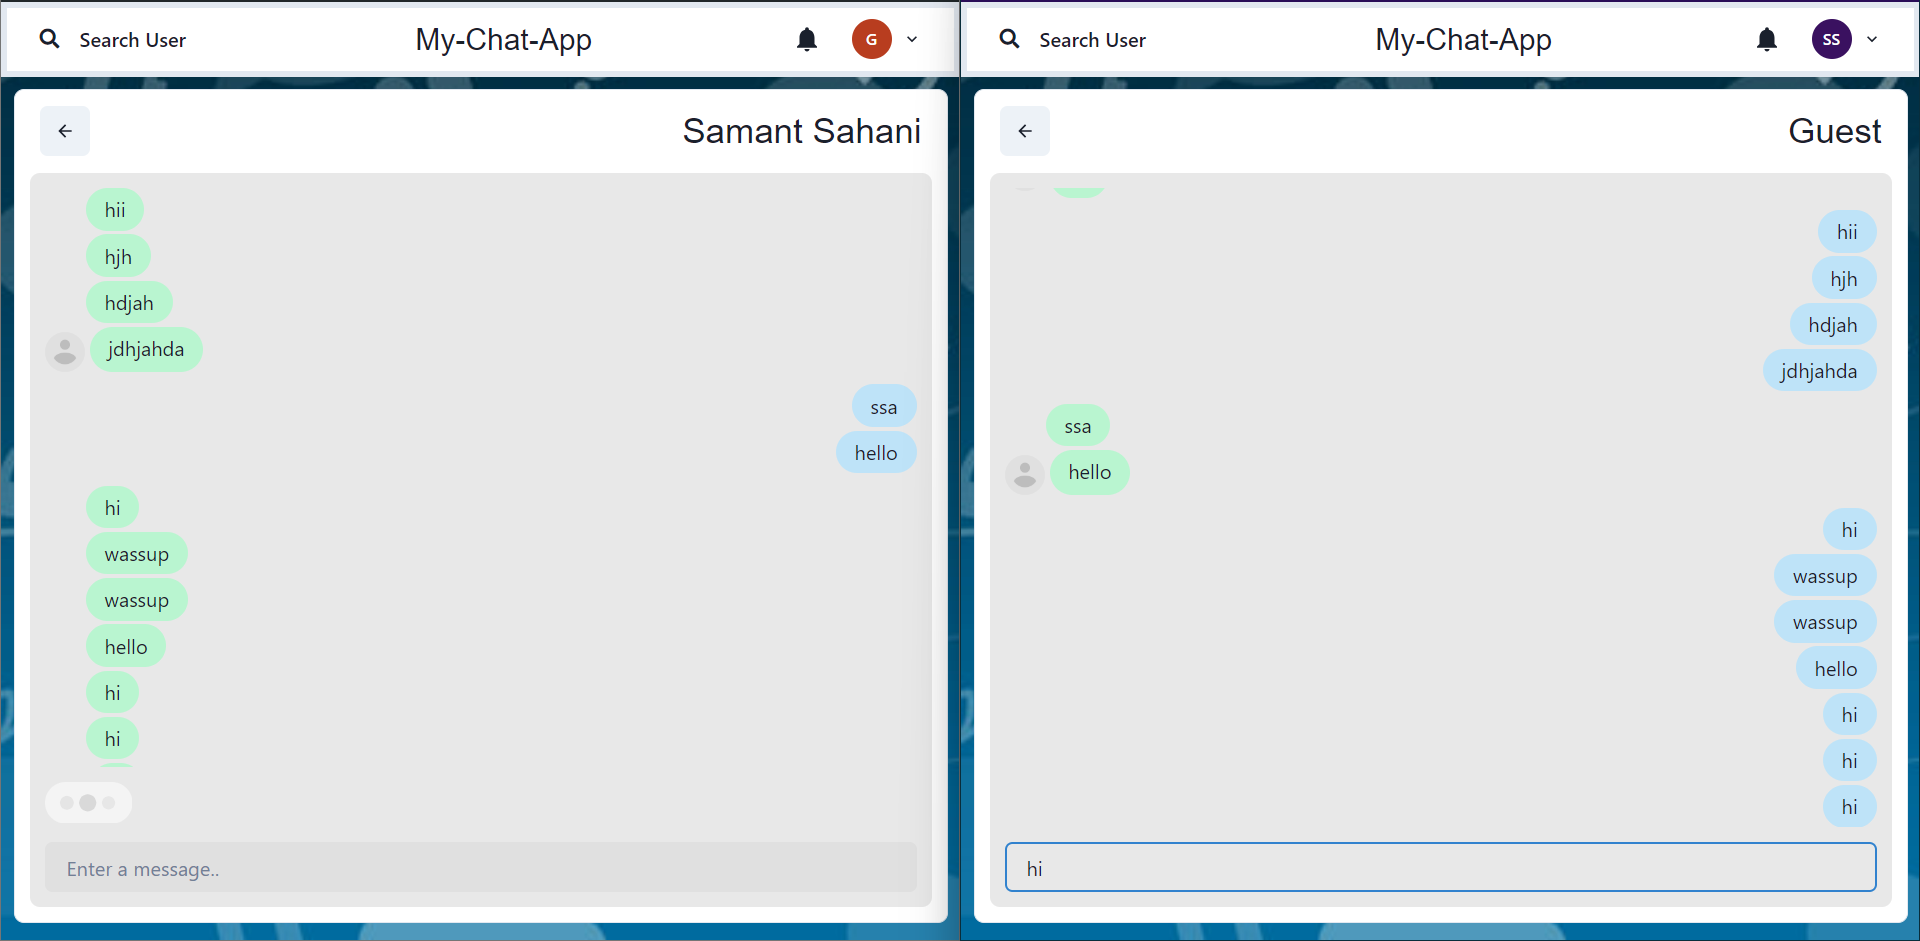 Search User
My-Chat-App
G
Samant Sahani
hii
hjh
hdjah
jdhjahda
ssa
hello
hi
wassup
wassup
hello
hi
hi
Enter a message..
Search User
My-Chat-App
SS
Guest
hii
hjh
hdjah
jdhjahda
ssa
hello
hi
wassup
wassup
hello
hi
hi
hi
hi